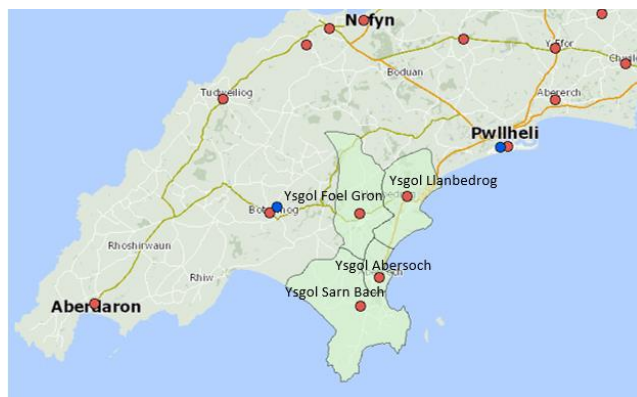 Nefyn
Y Ffor
Boduan
Tudweiliog
Abererch
Pwllheli
Ysgol Llanbedrog
Ysgol Foel Gron
Rhoshirwaun
Ysgol Abersoch
Rhiw
Ysgol Sarn Bach
Aberdaron